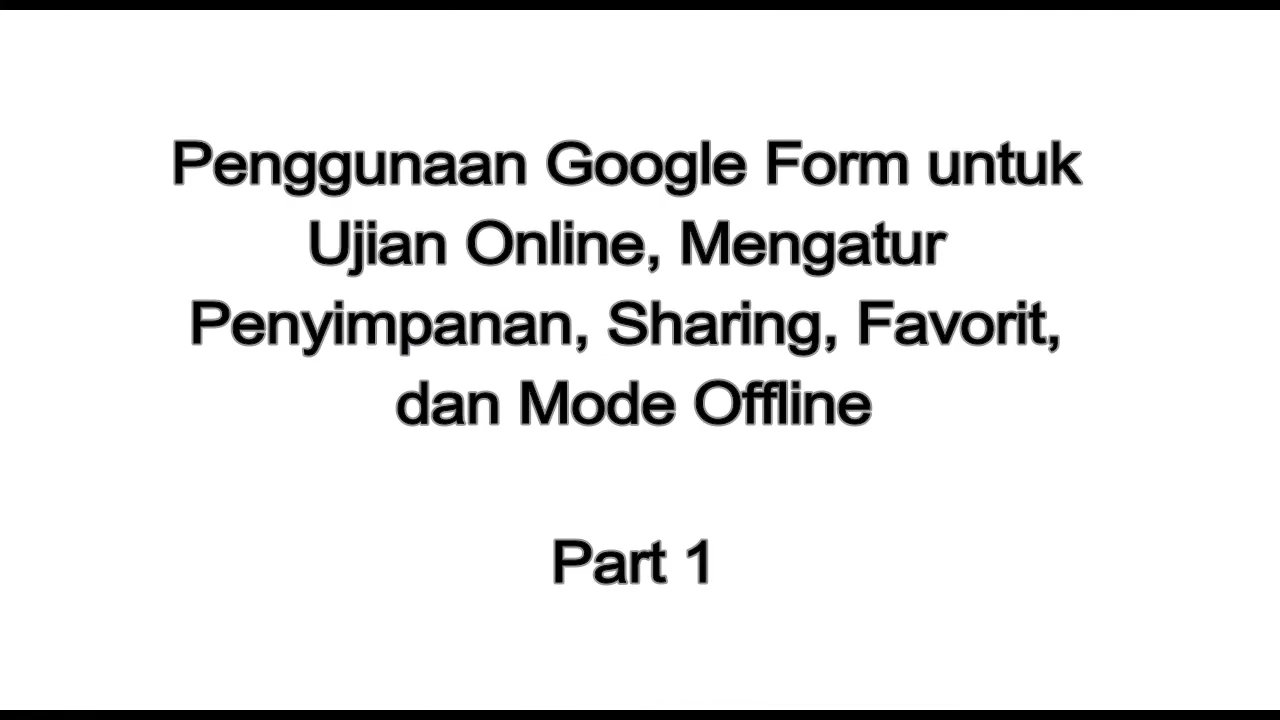 Penggunaan Google Form untuk
Ujian Online, Mengatur
Penyimpanan, Sharing, Favorit,
dan Mode Offline
Part 1